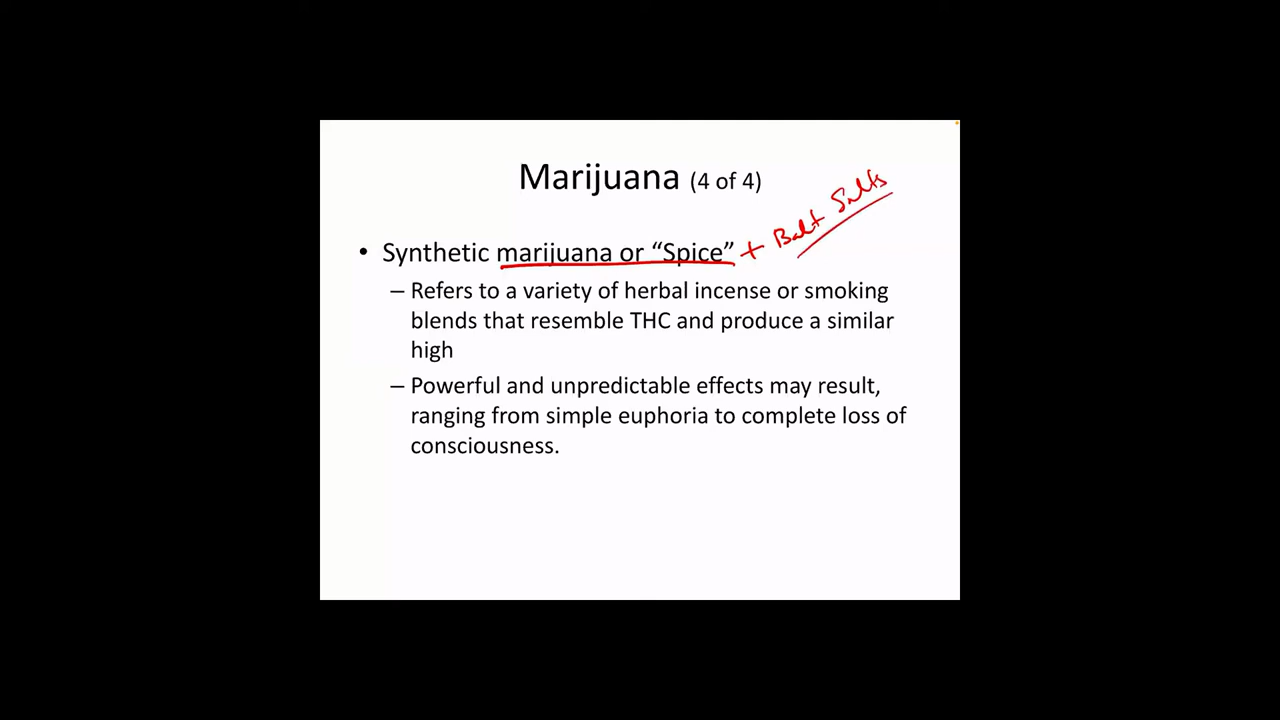 Marijuana (4 of 4)
• Synthetic marijuana or “Spice” + Balt Salts
– Refers to a variety of herbal incense or smoking
blends that resemble THC and produce a similar
high
– Powerful and unpredictable effects may result,
ranging from simple euphoria to complete loss of
consciousness.